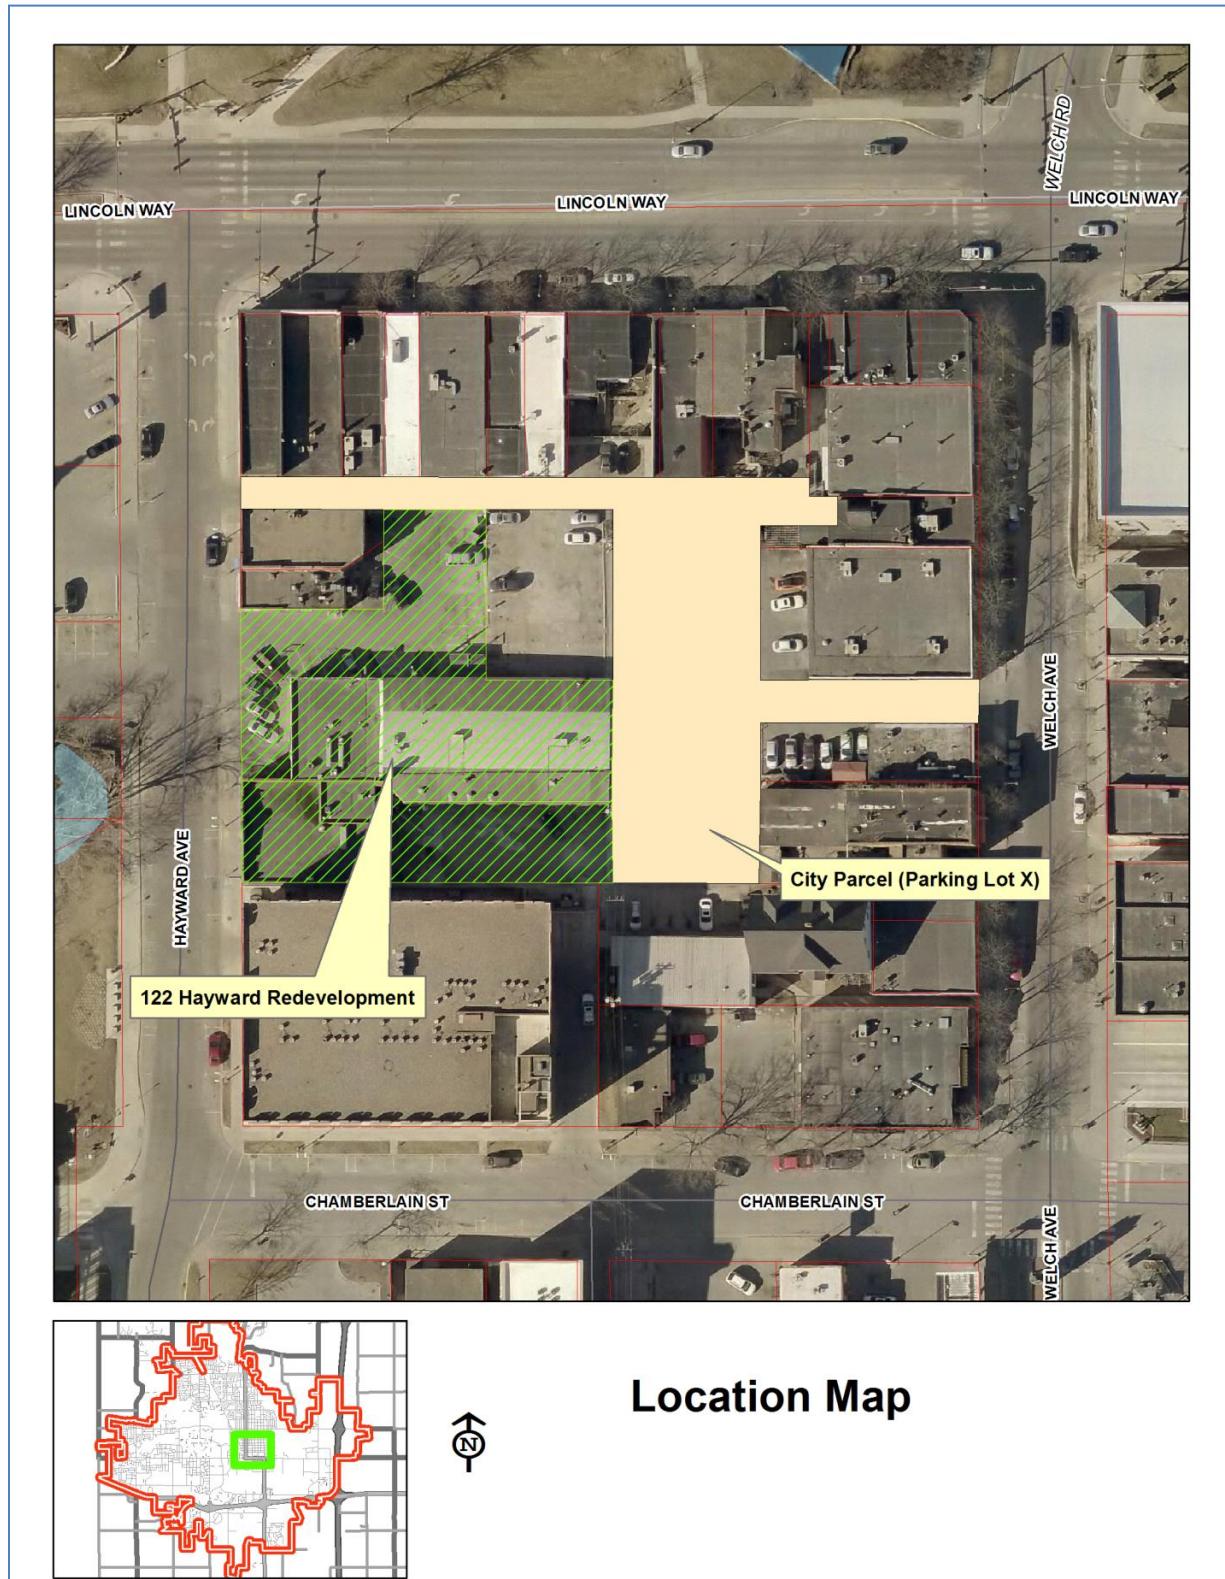 WELCH RD
LINCOLN WAY
LINCOLN WAY
LINCOLN WAY
WELCH AVE
HAYWARD AVE
City Parcel (Parking Lot X)
122 Hayward Redevelopment
CHAMBERLAIN ST
CHAMBERLAIN ST
WELCH AVE
Location Map
N